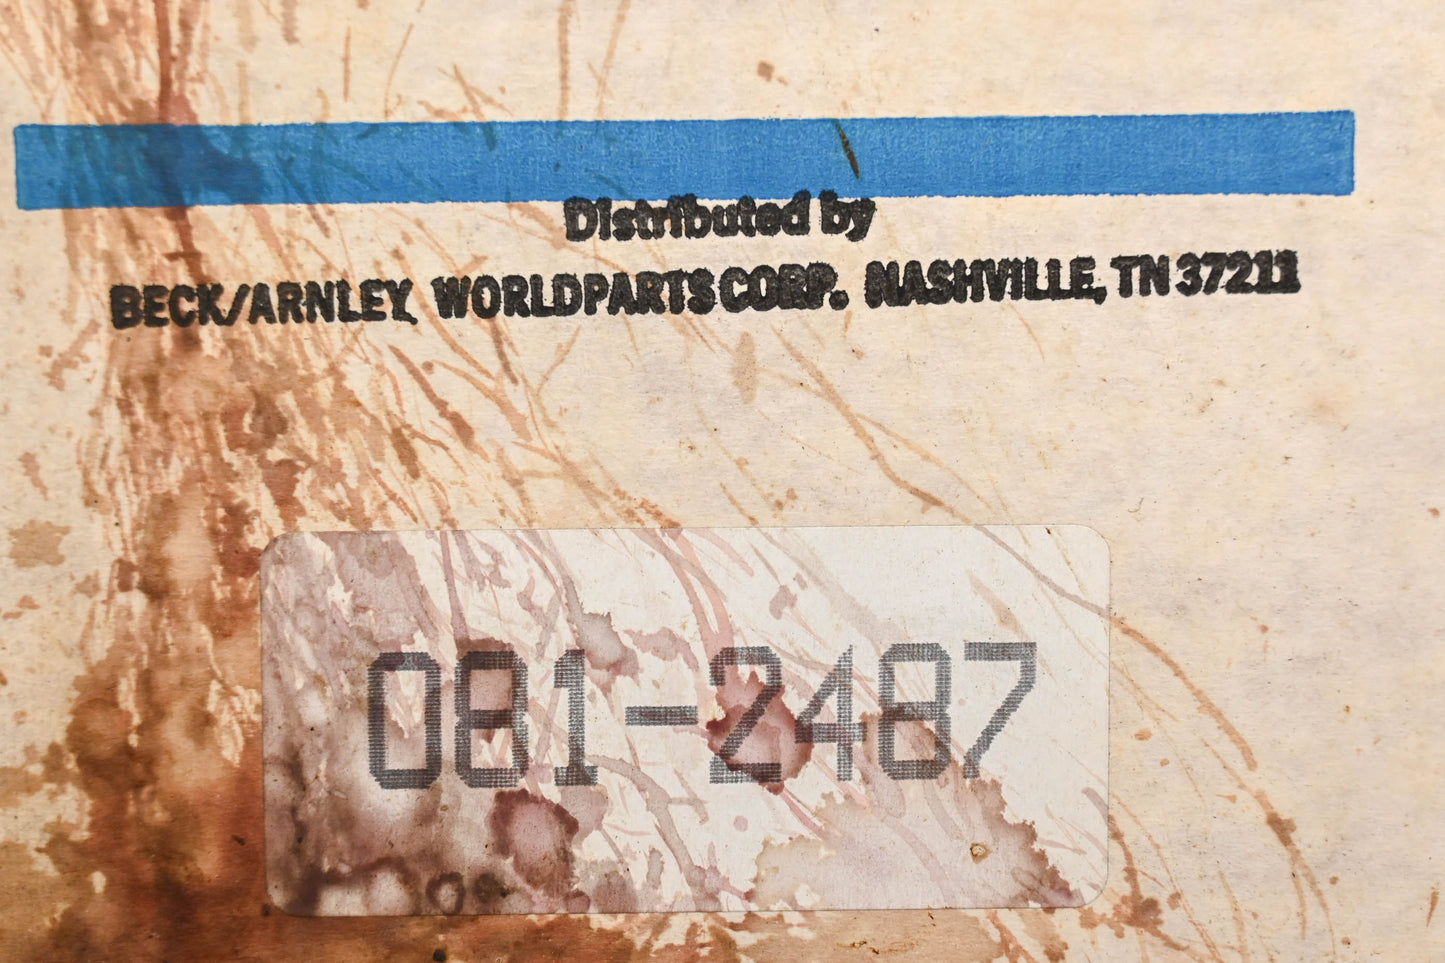 Distributed by
BECK/ARNLEY WORLDPARTS CORP. NASHVILLE, TN 37211
081-2487